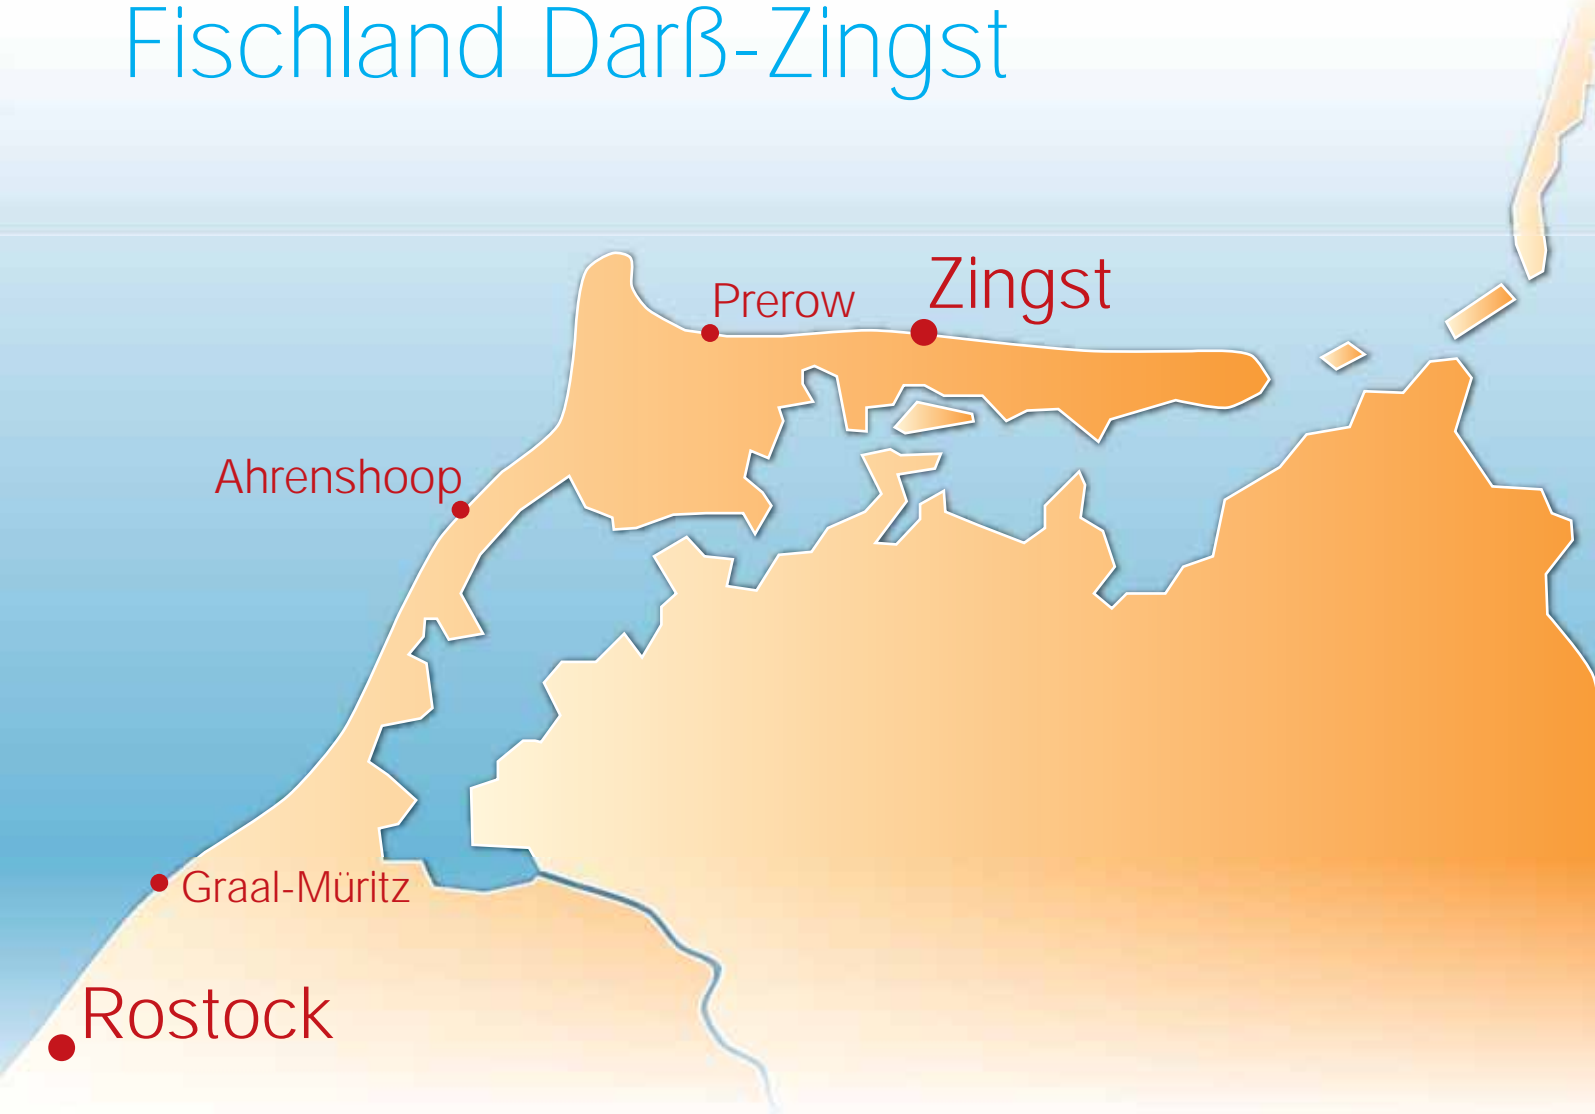 Fischland Darß-Zingst
Zingst
Prerow
Ahrenshoop
Graal-Müritz
Rostock